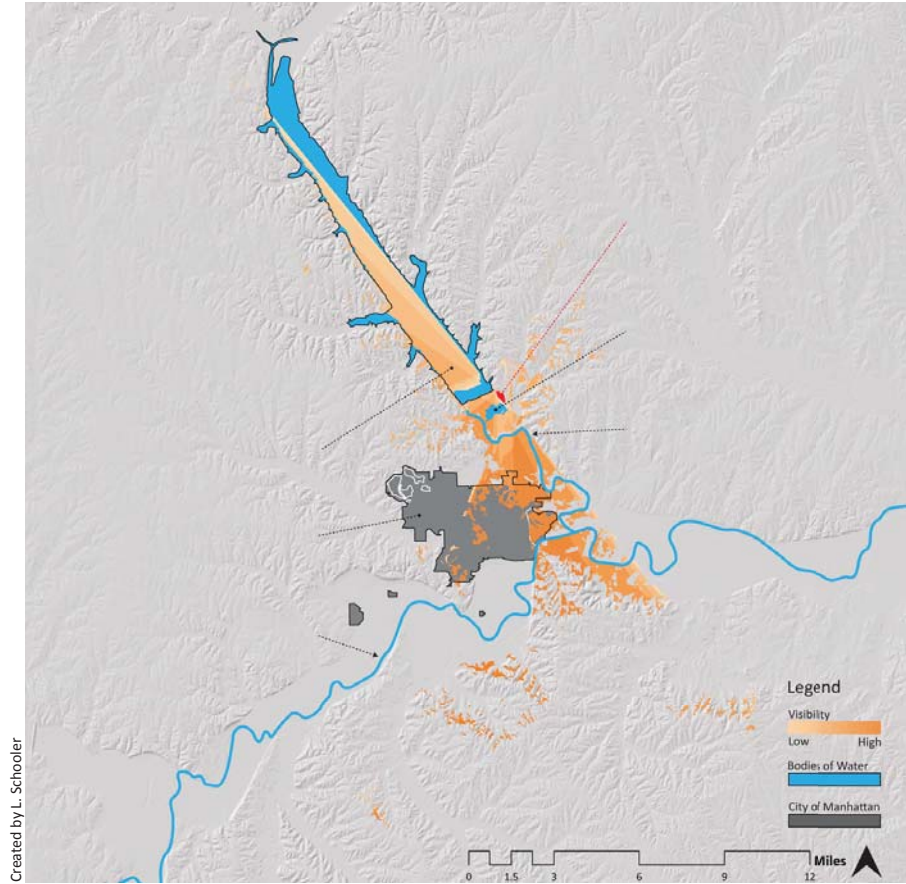 Created by L. Schooler
Legend
Visibility
Low High
Bodies of Water
City of Manhattan
Miles
0 1.5 3 6 9 12